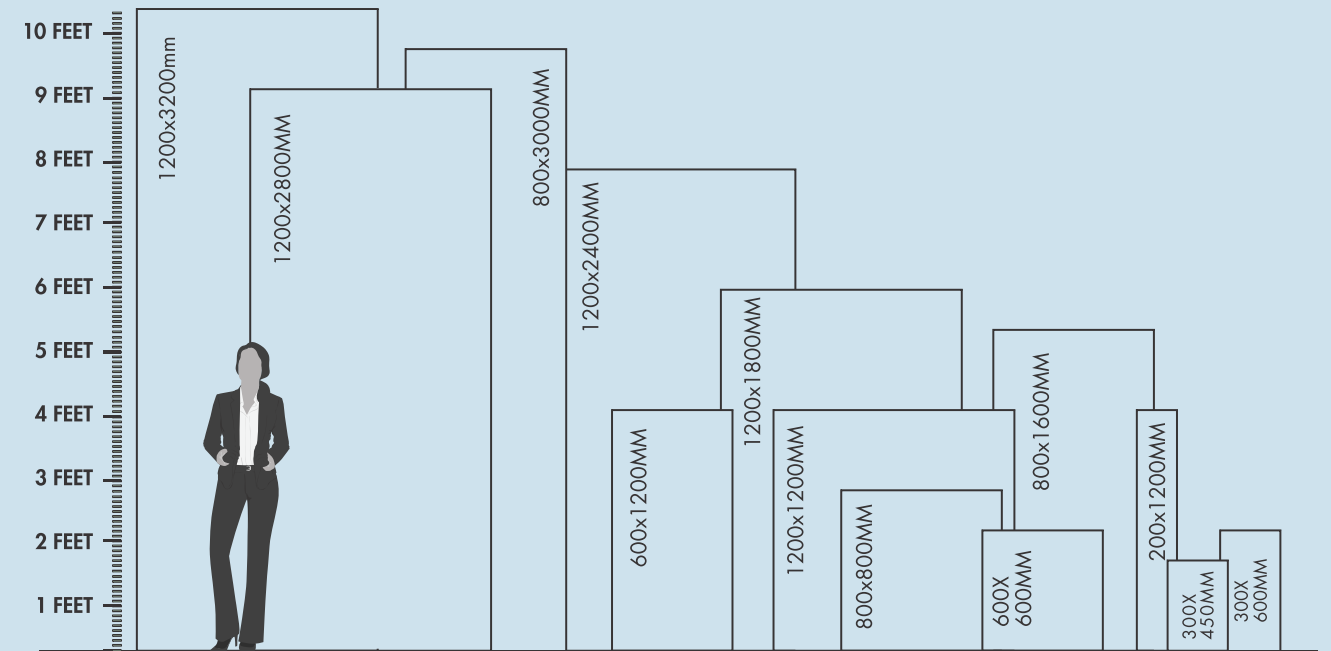 10 FEET
9 FEET
8 FEET
7 FEET
6 FEET
5 FEET
4 FEET
3 FEET
2 FEET
1 FEET
1200x3200mm
1200x2800MM
800x3000MM
1200x2400MM
600x1200MM
1200x1800MM
1200x1200MM
800x800MM
600X
600MM
800x1600MM
200x1200MM
300X
450MM
300X
600MM